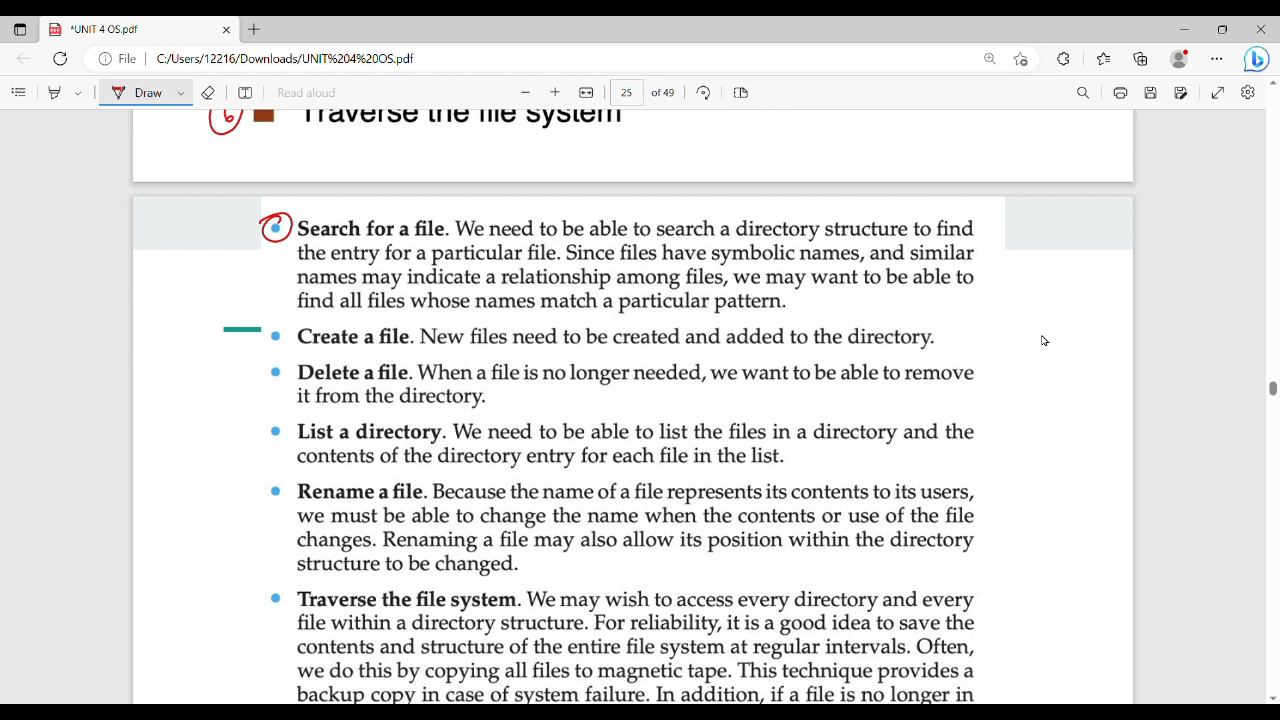 *UNIT 4 OS.pdf
File C:/Users/12216/Downloads/UNIT%204%20OS.pdf
Draw Read aloud 25 of 49
6 Traverse the file system
Search for a file. We need to be able to search a directory structure to find
the entry for a particular file. Since files have symbolic names, and similar
names may indicate a relationship among files, we may want to be able to
find all files whose names match a particular pattern.
Create a file. New files need to be created and added to the directory.
Delete a file. When a file is no longer needed, we want to be able to remove
it from the directory.
List a directory. We need to be able to list the files in a directory and the
contents of the directory entry for each file in the list.
Rename a file. Because the name of a file represents its contents to its users,
we must be able to change the name when the contents or use of the file
changes. Renaming a file may also allow its position within the directory
structure to be changed.
Traverse the file system. We may wish to access every directory and every
file within a directory structure. For reliability, it is a good idea to save the
contents and structure of the entire file system at regular intervals. Often,
we do this by copying all files to magnetic tape. This technique provides a
backup copy in case of system failure. In addition, if a file is no longer in